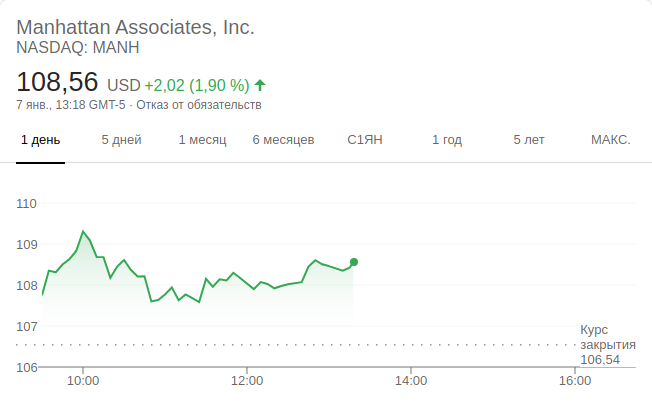 Manhattan Associates, Inc.
NASDAQ: MANH
108,56 USD +2,02 (1,90 %)
7 янв., 13:18 GMT-5 · Отказ от обязательств
1 день 5 дней 1 месяц 6 месяцев С1ЯН 1 год 5 лет МАКС.
110
109
108
107
Курс
закрытия
106,54
106
10:00 12:00 14:00 16:00